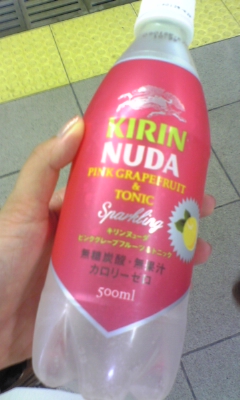 KIRIN
NUDA
PINK GRAPEFRUIT
&
TONIC
Sparkling
キリンヌューダ
ピンクグレープフルーツ&トニック
無糖炭酸・無果汁
カロリーゼロ
500ml